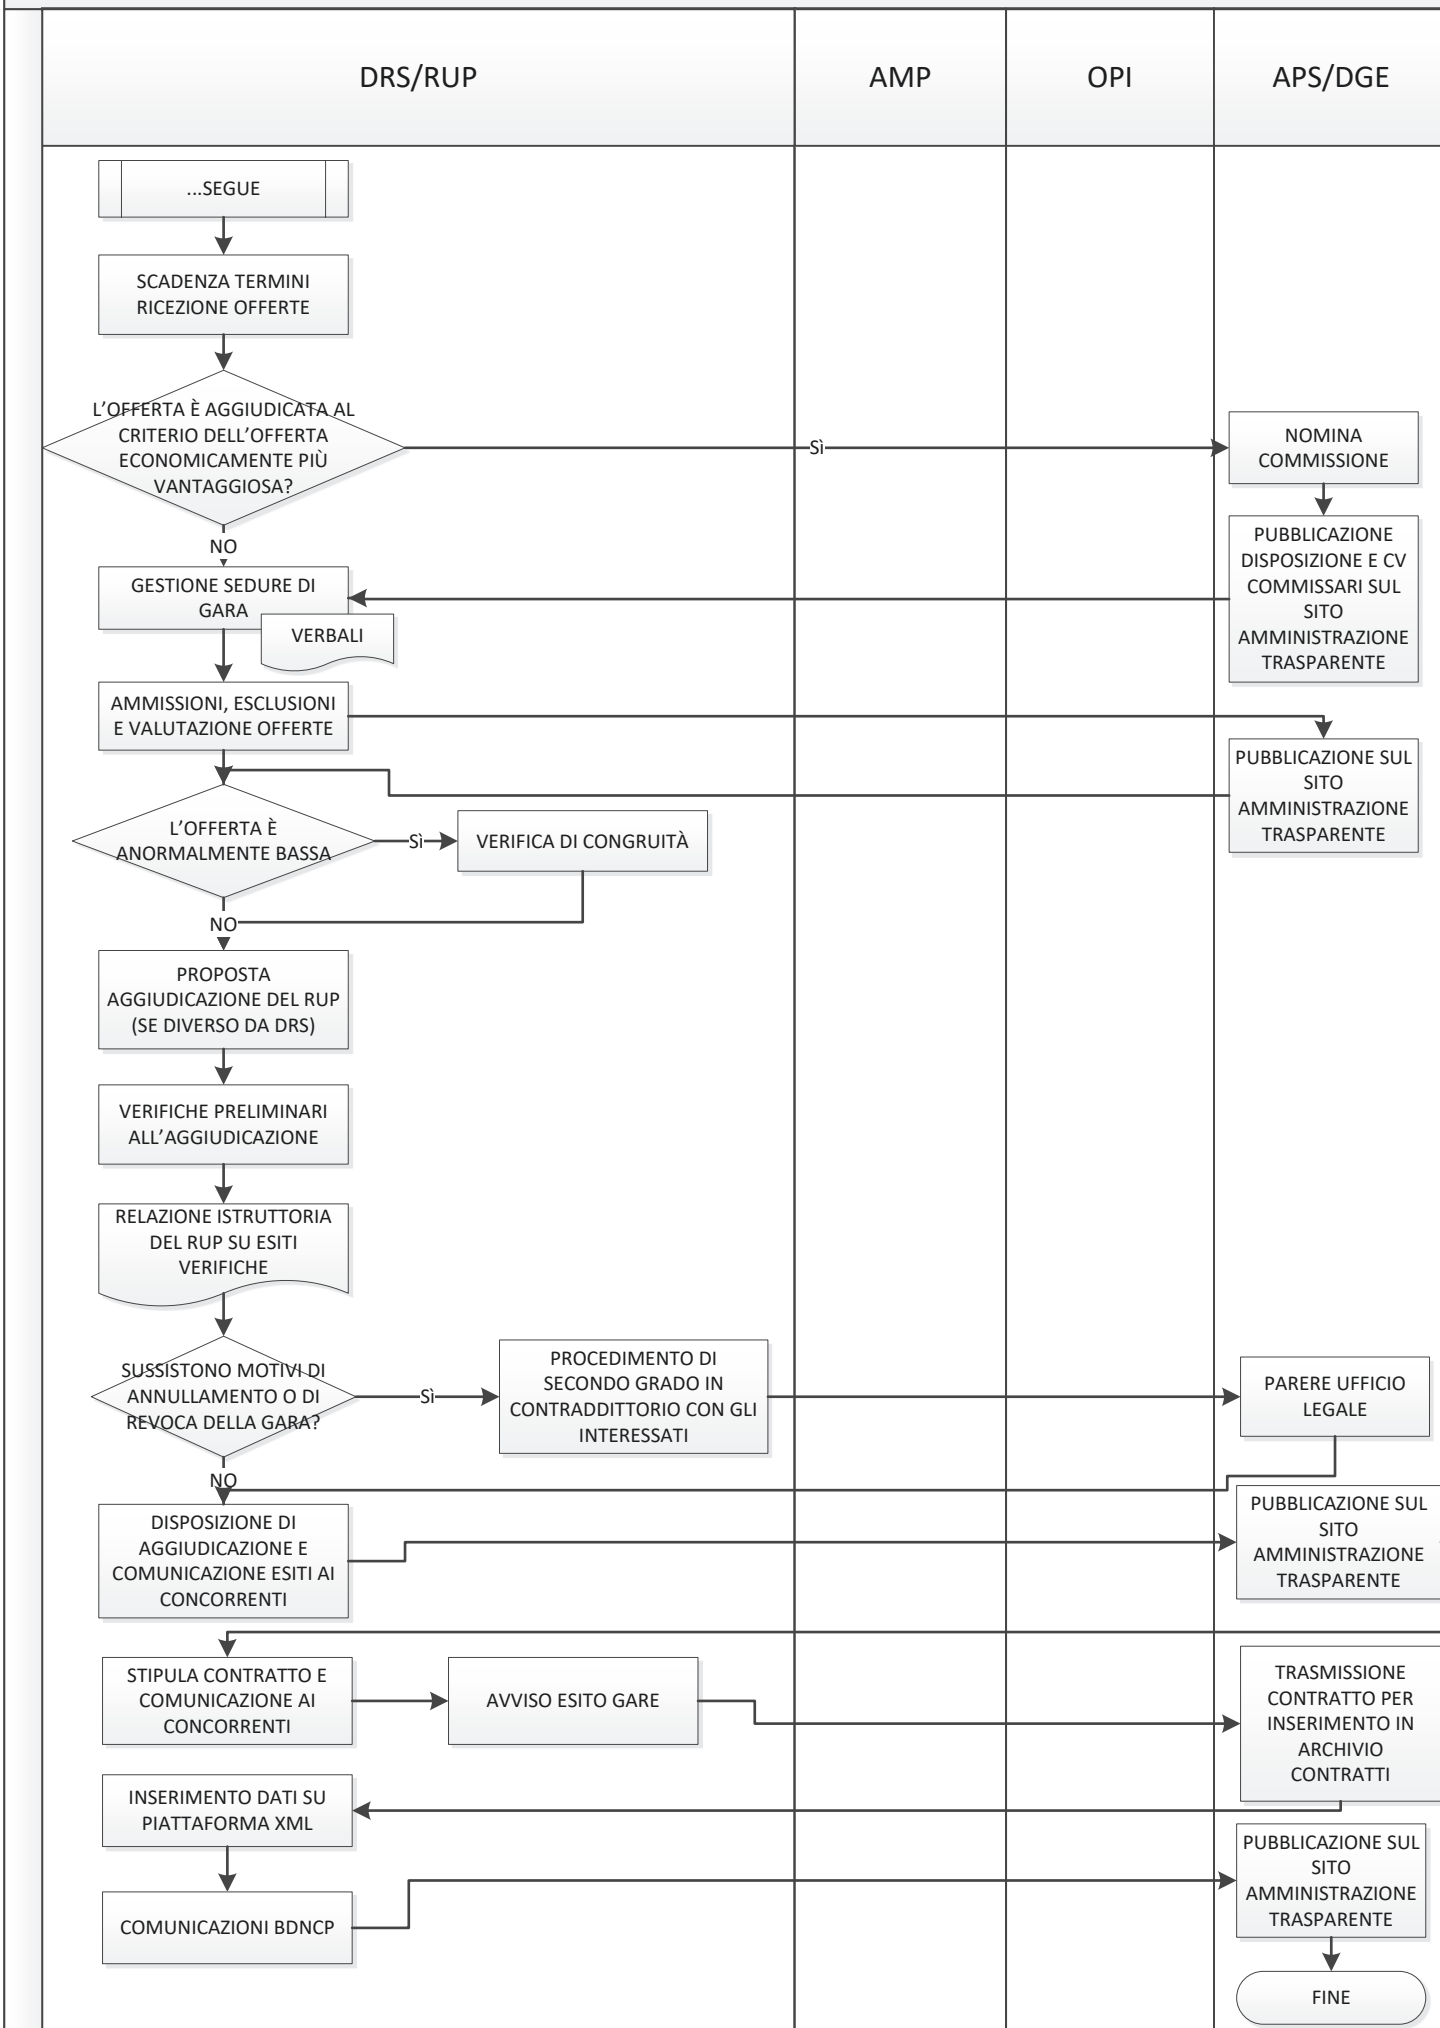 DRS/RUP
AMP
OPI
APS/DGE
...SEGUE
SCADENZA TERMINI
RICEZIONE OFFERTE
L’OFFERTA È AGGIUDICATA AL
CRITERIO DELL’OFFERTA
ECONOMICAMENTE PIÙ
VANTAGGIOSA?
Sì
NOMINA
COMMISSIONE
NO
PUBBLICAZIONE
DISPOSIZIONE E CV
COMMISSARI SUL
SITO
AMMINISTRAZIONE
TRASPARENTE
GESTIONE SEDURE DI
GARA
VERBALI
AMMISSIONI, ESCLUSIONI
E VALUTAZIONE OFFERTE
PUBBLICAZIONE SUL
SITO
AMMINISTRAZIONE
TRASPARENTE
L’OFFERTA È
ANORMALMENTE BASSA
Sì
VERIFICA DI CONGRUITÀ
NO
PROPOSTA
AGGIUDICAZIONE DEL RUP
(SE DIVERSO DA DRS)
VERIFICHE PRELIMINARI
ALL’AGGIUDICAZIONE
RELAZIONE ISTRUTTORIA
DEL RUP SU ESITI
VERIFICHE
SUSSISTONO MOTIVI DI
ANNULLAMENTO O DI
REVOCA DELLA GARA?
Sì
PROCEDIMENTO DI
SECONDO GRADO IN
CONTRADDITTORIO CON GLI
INTERESSATI
PARERE UFFICIO
LEGALE
NO
DISPOSIZIONE DI
AGGIUDICAZIONE E
COMUNICAZIONE ESITI AI
CONCORRENTI
PUBBLICAZIONE SUL
SITO
AMMINISTRAZIONE
TRASPARENTE
STIPULA CONTRATTO E
COMUNICAZIONE AI
CONCORRENTI
AVVISO ESITO GARE
TRASMISSIONE
CONTRATTO PER
INSERIMENTO IN
ARCHIVIO
CONTRATTI
INSERIMENTO DATI SU
PIATTAFORMA XML
PUBBLICAZIONE SUL
SITO
AMMINISTRAZIONE
TRASPARENTE
COMUNICAZIONI BDNCP
FINE